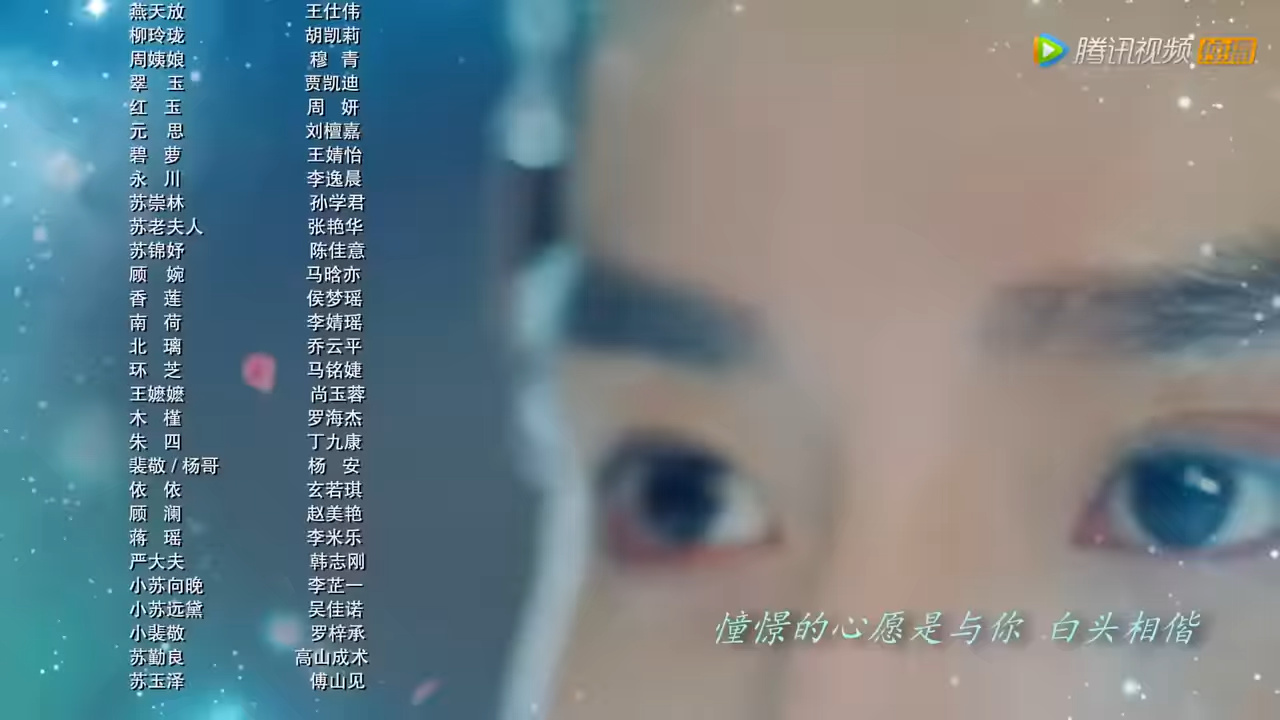 燕天放 王仕伟
柳玲珑 胡凯莉
周姨娘 穆 青
翠 玉 贾凯迪
红 玉 周 妍
元 思 刘檀嘉
碧 萝 王婧怡
永 川 李逸晨
苏崇林 孙学君
苏老夫人 张艳华
苏锦妤 陈佳意
顾 婉 马晗亦
香 莲 侯梦瑶
南 荷 李婧瑶
北 璃 乔云平
环 芝 马铭婕
王嬷嬷 尚玉蓉
木 槿 罗海杰
朱 四 丁九康
裴敬 / 杨哥 杨 安
依 依 玄若琪
顾 澜 赵美艳
蒋 瑶 李米乐
严大夫 韩志刚
小苏向晚 李芷一
小苏远黛 吴佳诺
小裴敬 罗梓承
苏勤良 高山成术
苏玉泽 傅山见
腾讯视频 独播
憧憬的心愿是与你 白头相偕